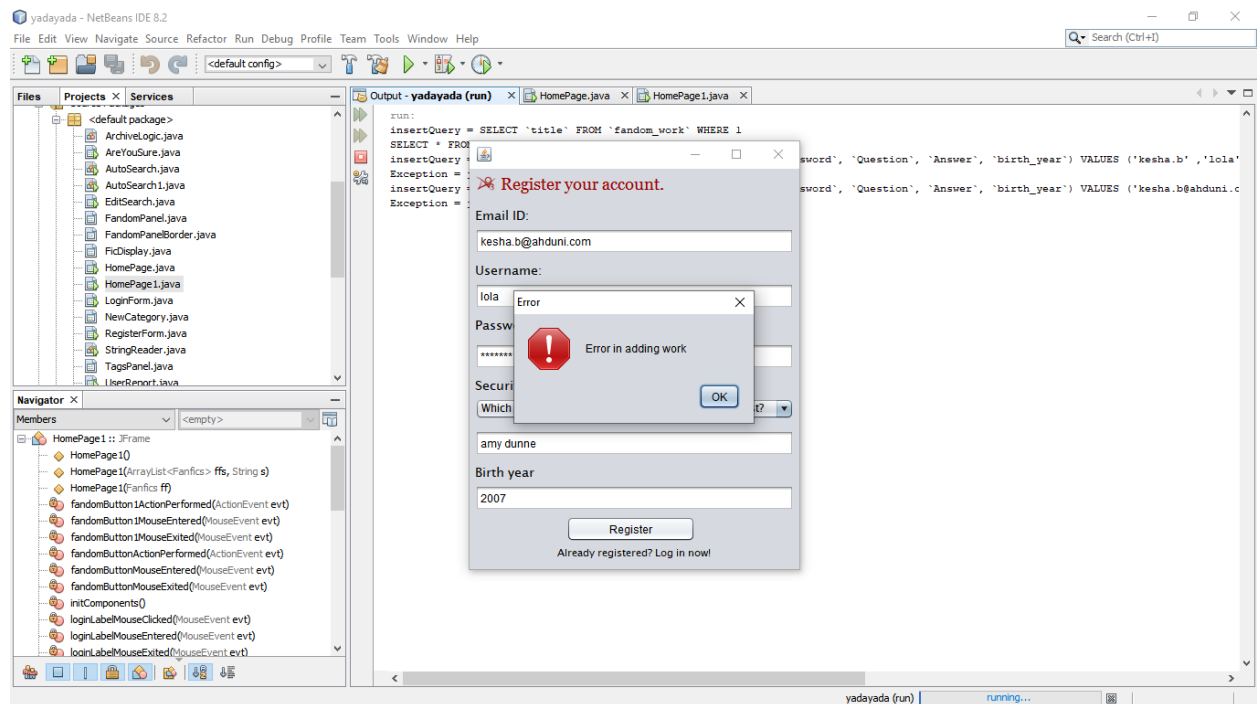 yadayada - NetBeans IDE 8.2
File Edit View Navigate Source Refactor Run Debug Profile Team Tools Window Help
Search (Ctrl+I)
<default config>
Files Projects Services
Output - yadayada (run) HomePage.java HomePage1.java
<default package>
ArchiveLogic.java
AreYouSure.java
AutoSearch.java
AutoSearch1.java
EditSearch.java
FandomPanel.java
FandomPanelBorder.java
FicDisplay.java
HomePage.java
HomePage1.java
LoginForm.java
NewCategory.java
RegisterForm.java
StringReader.java
TagsPanel.java
UserReport.java
Navigator
Members <empty>
HomePage1 :: JFrame
HomePage1()
HomePage1(ArrayList<Fanfics> ffs, String s)
HomePage1(Fanfics ff)
fandomButton1ActionPerformed(ActionEvent evt)
fandomButton1MouseEntered(MouseEvent evt)
fandomButton1MouseExited(MouseEvent evt)
fandomButtonActionPerformed(ActionEvent evt)
fandomButtonMouseEntered(MouseEvent evt)
fandomButtonMouseExited(MouseEvent evt)
initComponents()
loginLabelMouseClicked(MouseEvent evt)
loginLabelMouseEntered(MouseEvent evt)
loginLabelMouseExited(MouseEvent evt)
run:
insertQuery = SELECT `title` FROM `fandom_work` WHERE 1
SELECT * FROM
insertQuery = sword`, `Question`, `Answer`, `birth_year`) VALUES ('kesha.b' ,'lola'
Exception =
insertQuery = sword`, `Question`, `Answer`, `birth_year`) VALUES ('kesha.b@ahduni.c
Exception =
Register your account.
Email ID:
kesha.b@ahduni.com
Username:
lola
Passw
*******
Securi
Which t?
amy dunne
Birth year
2007
Register
Already registered? Log in now!
Error
Error in adding work
OK
yadayada (run) running...